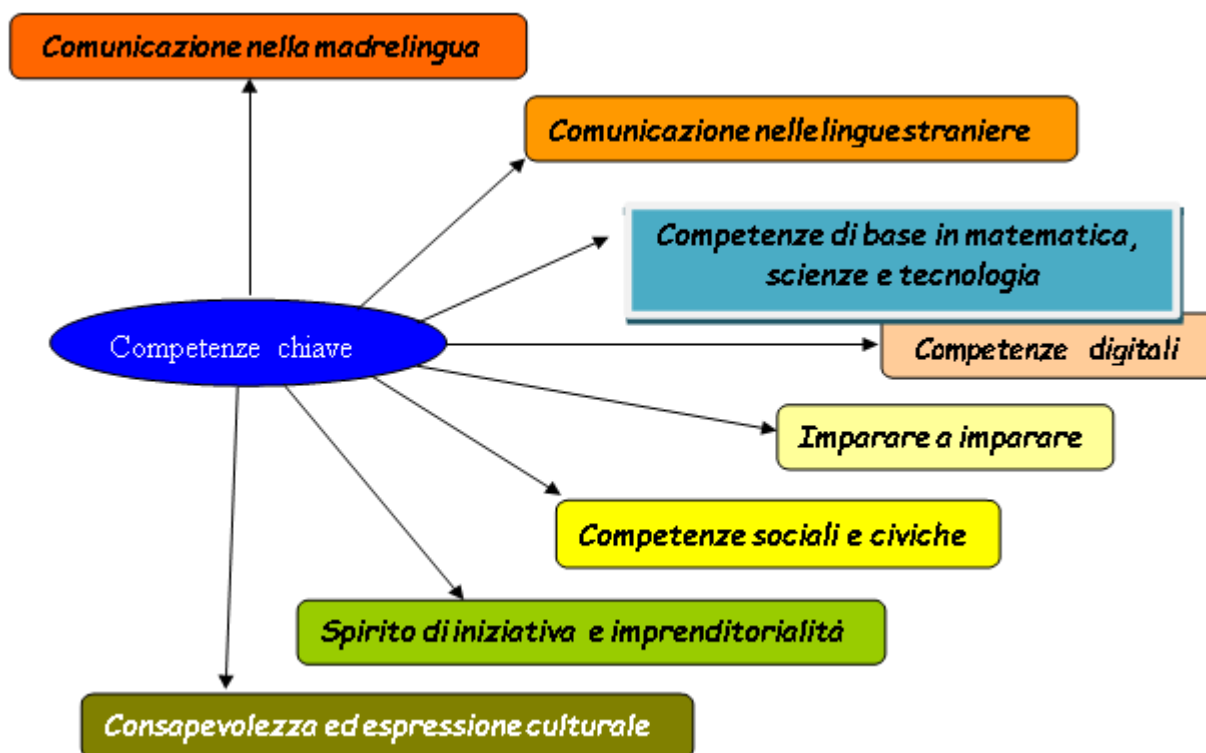 Comunicazione nella madrelingua
Comunicazione nelle lingue straniere
Competenze di base in matematica,
scienze e tecnologia
Competenze chiave
Competenze digitali
Imparare a imparare
Competenze sociali e civiche
Spirito di iniziativa e imprenditorialità
Consapevolezza ed espressione culturale